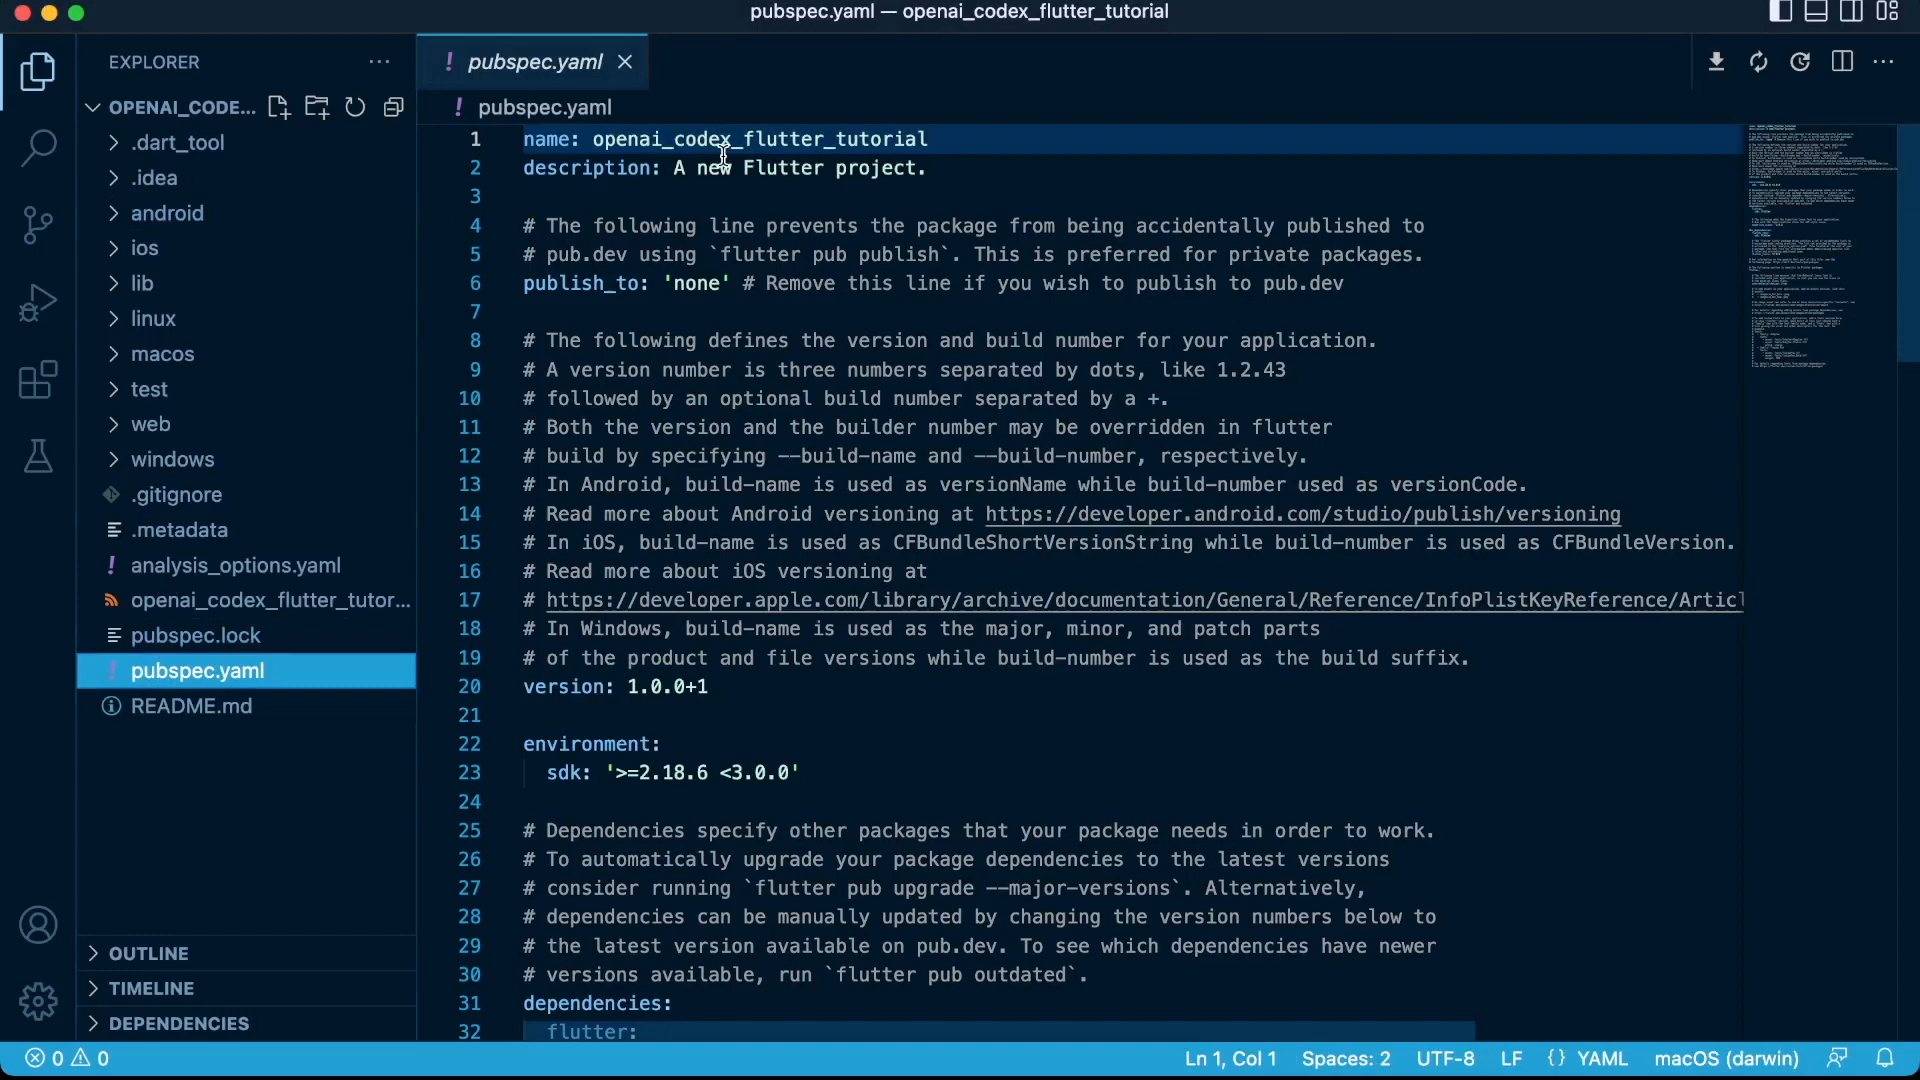 pubspec.yaml — openai_codex_flutter_tutorial
EXPLORER
OPENAI_CODE...
.dart_tool
.idea
android
ios
lib
linux
macos
test
web
windows
.gitignore
.metadata
analysis_options.yaml
openai_codex_flutter_tutor...
pubspec.lock
pubspec.yaml
README.md
OUTLINE
TIMELINE
DEPENDENCIES
! pubspec.yaml
! pubspec.yaml
1 name: openai_codex_flutter_tutorial
2 description: A new Flutter project.
3
4 # The following line prevents the package from being accidentally published to
5 # pub.dev using `flutter pub publish`. This is preferred for private packages.
6 publish_to: 'none' # Remove this line if you wish to publish to pub.dev
7
8 # The following defines the version and build number for your application.
9 # A version number is three numbers separated by dots, like 1.2.43
10 # followed by an optional build number separated by a +.
11 # Both the version and the builder number may be overridden in flutter
12 # build by specifying --build-name and --build-number, respectively.
13 # In Android, build-name is used as versionName while build-number used as versionCode.
14 # Read more about Android versioning at https://developer.android.com/studio/publish/versioning
15 # In iOS, build-name is used as CFBundleShortVersionString while build-number is used as CFBundleVersion.
16 # Read more about iOS versioning at
17 # https://developer.apple.com/library/archive/documentation/General/Reference/InfoPlistKeyReference/Articl
18 # In Windows, build-name is used as the major, minor, and patch parts
19 # of the product and file versions while build-number is used as the build suffix.
20 version: 1.0.0+1
21
22 environment:
23 sdk: '>=2.18.6 <3.0.0'
24
25 # Dependencies specify other packages that your package needs in order to work.
26 # To automatically upgrade your package dependencies to the latest versions
27 # consider running `flutter pub upgrade --major-versions`. Alternatively,
28 # dependencies can be manually updated by changing the version numbers below to
29 # the latest version available on pub.dev. To see which dependencies have newer
30 # versions available, run `flutter pub outdated`.
31 dependencies:
32 flutter:
0 0
Ln 1, Col 1 Spaces: 2 UTF-8 LF {} YAML macOS (darwin)